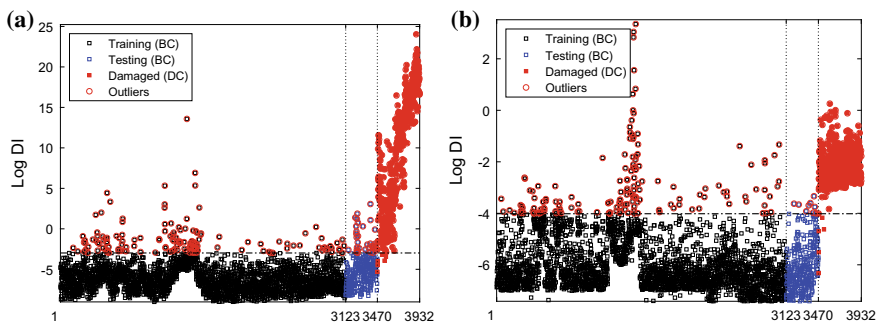 (a)
25
20
15
10
5
0
-5
Log DI
Training (BC)
Testing (BC)
Damaged (DC)
Outliers
1
3123
3470
3932
(b)
2
0
-2
-4
-6
Log DI
Training (BC)
Testing (BC)
Damaged (DC)
Outliers
1
3123
3470
3932